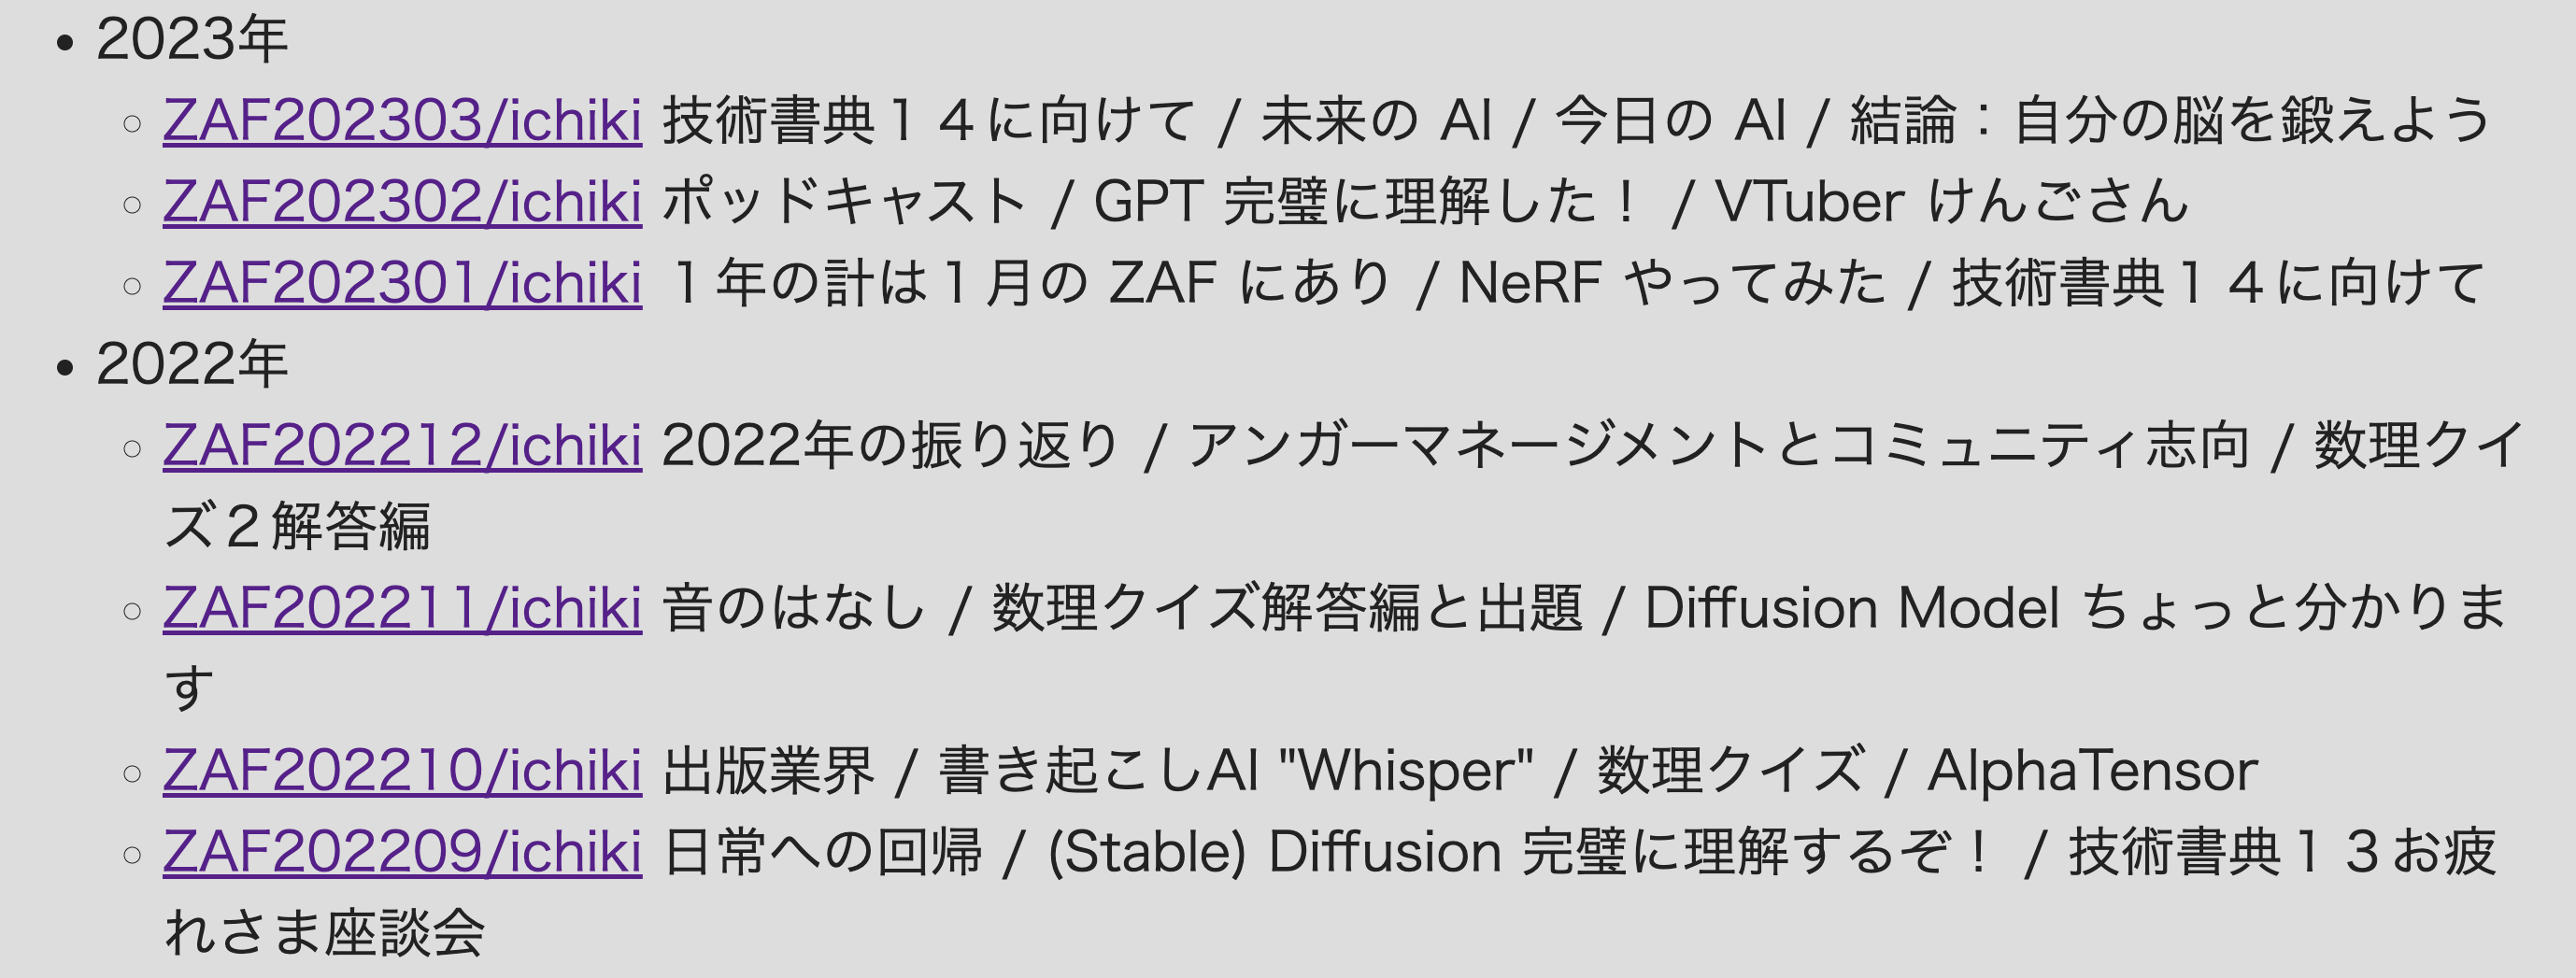 • 2023年
◦ ZAF202303/ichiki 技術書典１４に向けて / 未来の AI / 今日の AI / 結論：自分の脳を鍛えよう
◦ ZAF202302/ichiki ポッドキャスト / GPT 完璧に理解した！ / VTuber けんごさん
◦ ZAF202301/ichiki １年の計は１月の ZAF にあり / NeRF やってみた / 技術書典１４に向けて
• 2022年
◦ ZAF202212/ichiki 2022年の振り返り / アンガーマネージメントとコミュニティ志向 / 数理クイ
ズ２解答編
◦ ZAF202211/ichiki 音のはなし / 数理クイズ解答編と出題 / Diffusion Model ちょっと分かりま
す
◦ ZAF202210/ichiki 出版業界 / 書き起こしAI "Whisper" / 数理クイズ / AlphaTensor
◦ ZAF202209/ichiki 日常への回帰 / (Stable) Diffusion 完璧に理解するぞ！ / 技術書典１３お疲
れさま座談会